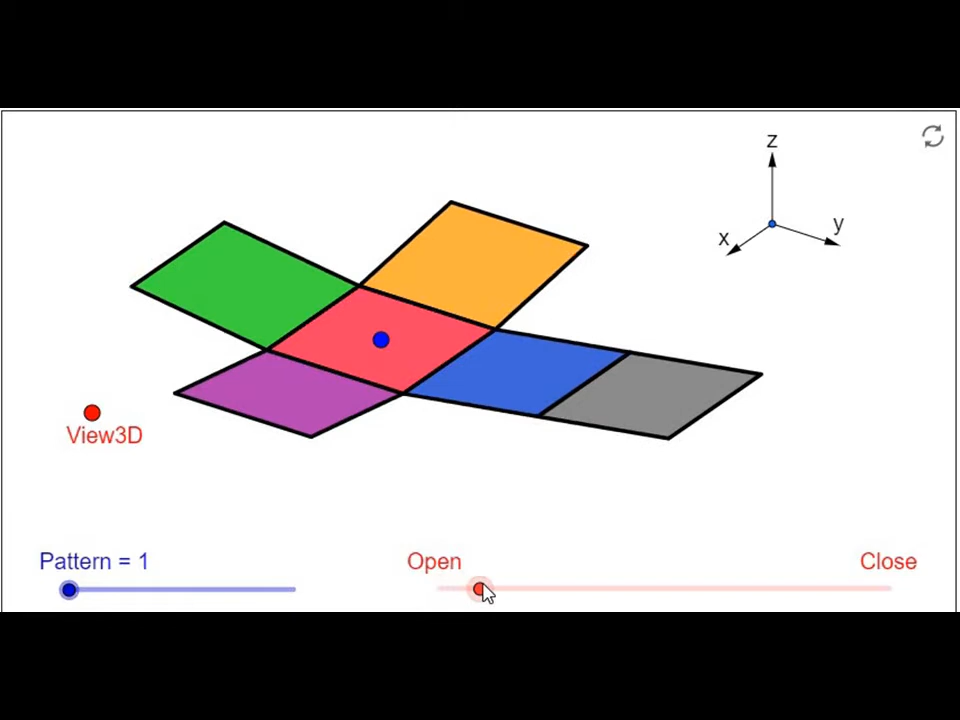 z
y
x
View3D
Pattern = 1
Open
Close